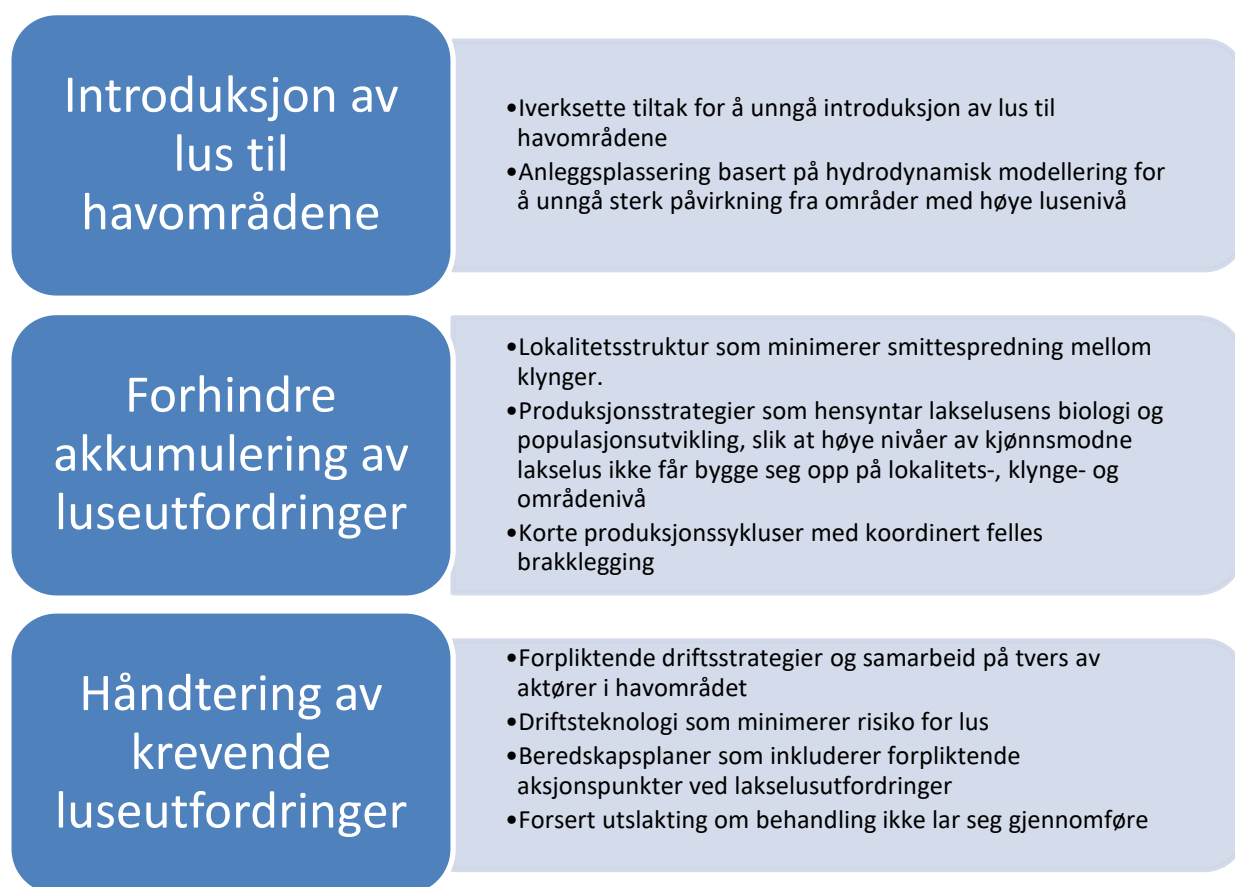 Introduksjon av
lus til
havområdene
•Iverksette tiltak for å unngå introduksjon av lus til
havområdene
•Anleggsplassering basert på hydrodynamisk modellering for
å unngå sterk påvirkning fra områder med høye lusenivå
Forhindre
akkumulering av
luseutfordringer
•Lokalitetsstruktur som minimerer smittespredning mellom
klynger.
•Produksjonsstrategier som hensyntar lakselusens biologi og
populasjonsutvikling, slik at høye nivåer av kjønnsmodne
lakselus ikke får bygge seg opp på lokalitets-, klynge- og
områdenivå
•Korte produksjonssykluser med koordinert felles
brakklegging
Håndtering av
krevende
luseutfordringer
•Forpliktende driftsstrategier og samarbeid på tvers av
aktører i havområdet
•Driftsteknologi som minimerer risiko for lus
•Beredskapsplaner som inkluderer forpliktende
aksjonspunkter ved lakselusutfordringer
•Forsert utslakting om behandling ikke lar seg gjennomføre